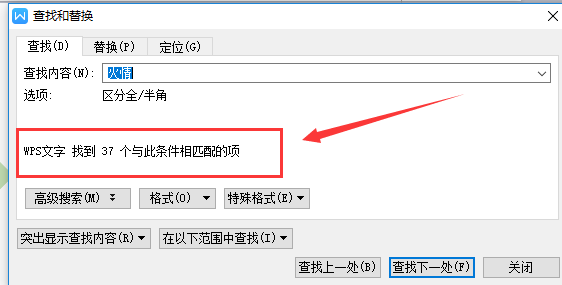 查找和替换
查找(D) 替换(P) 定位(G)
查找内容(N): 火情
选项: 区分全/半角
WPS文字 找到 37 个与此条件相匹配的项
高级搜索(M) 格式(O) 特殊格式(E)
突出显示查找内容(R) 在以下范围中查找(I)
查找上一处(B) 查找下一处(F) 关闭